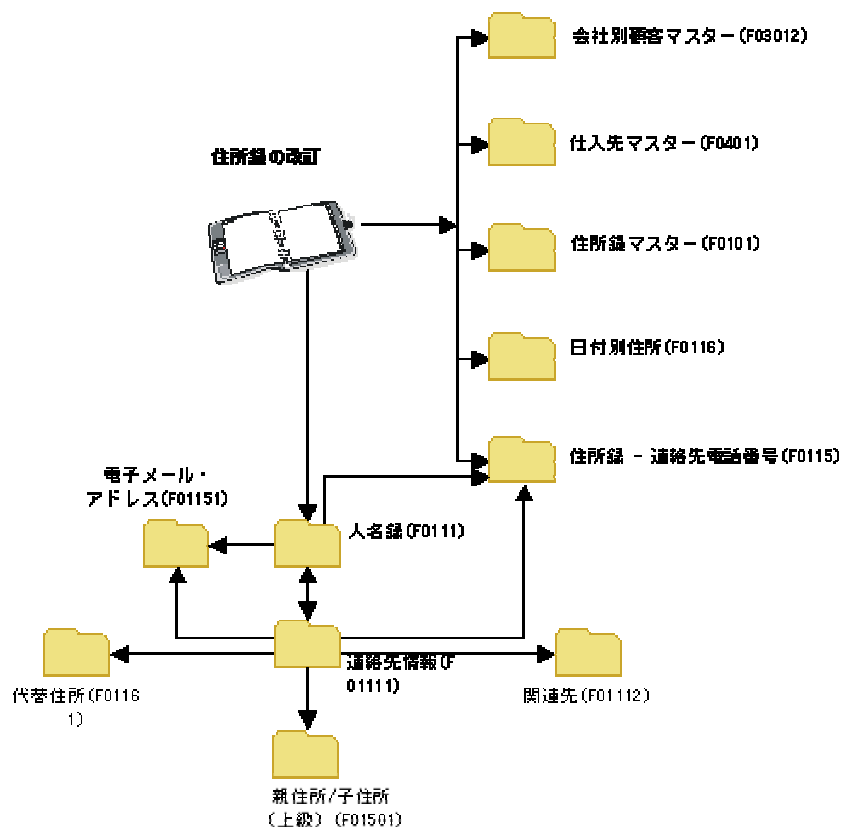 会社別顧客マスター(F03012)
仕入先マスター(F0401)
住所録の改訂
住所録マスター(F0101)
日付別住所(F0116)
住所録 - 連絡先電話番号(F0115)
電子メール・
アドレス(F01151)
人名録(F0111)
連絡先情報(F
01111)
代替住所(F0116
1)
関連先(F01112)
親住所/子住所
(上級) (F01501)